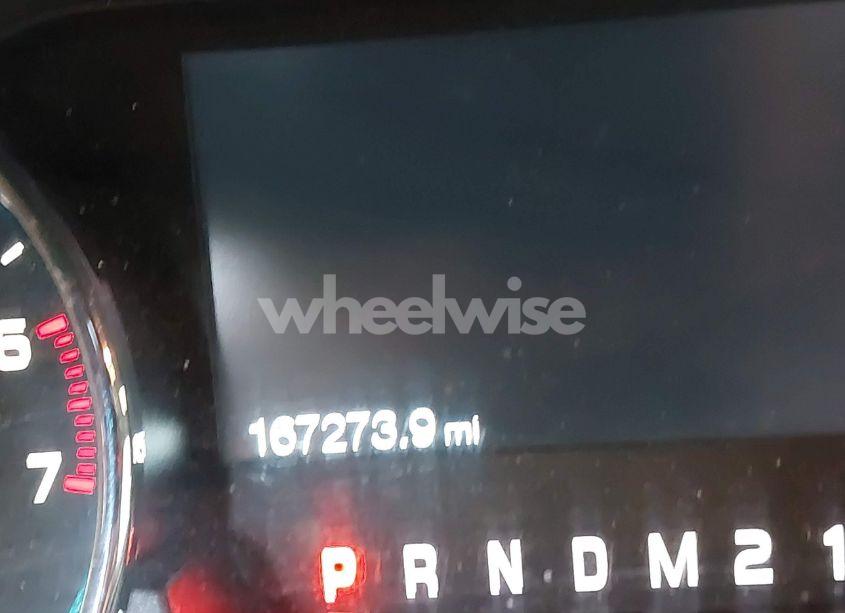 6
7
wheelwise
167273.9 mi
P R N D M 2 1